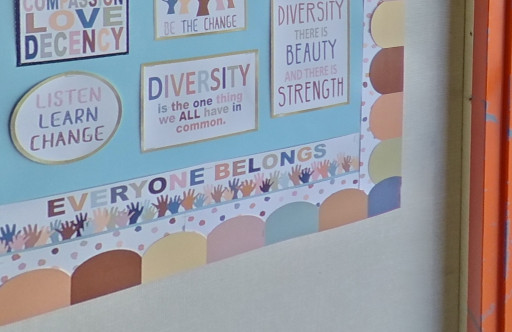 COMPASSION
LOVE
DECENCY
BE THE CHANGE
DIVERSITY
THERE IS
BEAUTY
AND THERE IS
STRENGTH
LISTEN
LEARN
CHANGE
DIVERSITY
is the one thing
we ALL have in
common.
EVERYONE BELONGS